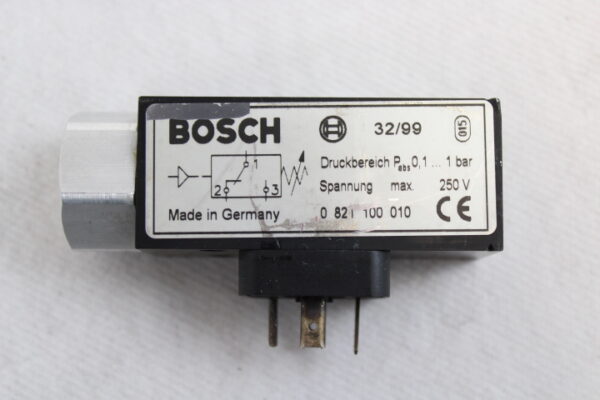 BOSCH
32/99
015
1
2
3
Druckbereich Pabs 0,1 ... 1 bar
Spannung max. 250 V
Made in Germany
0 821 100 010
CE